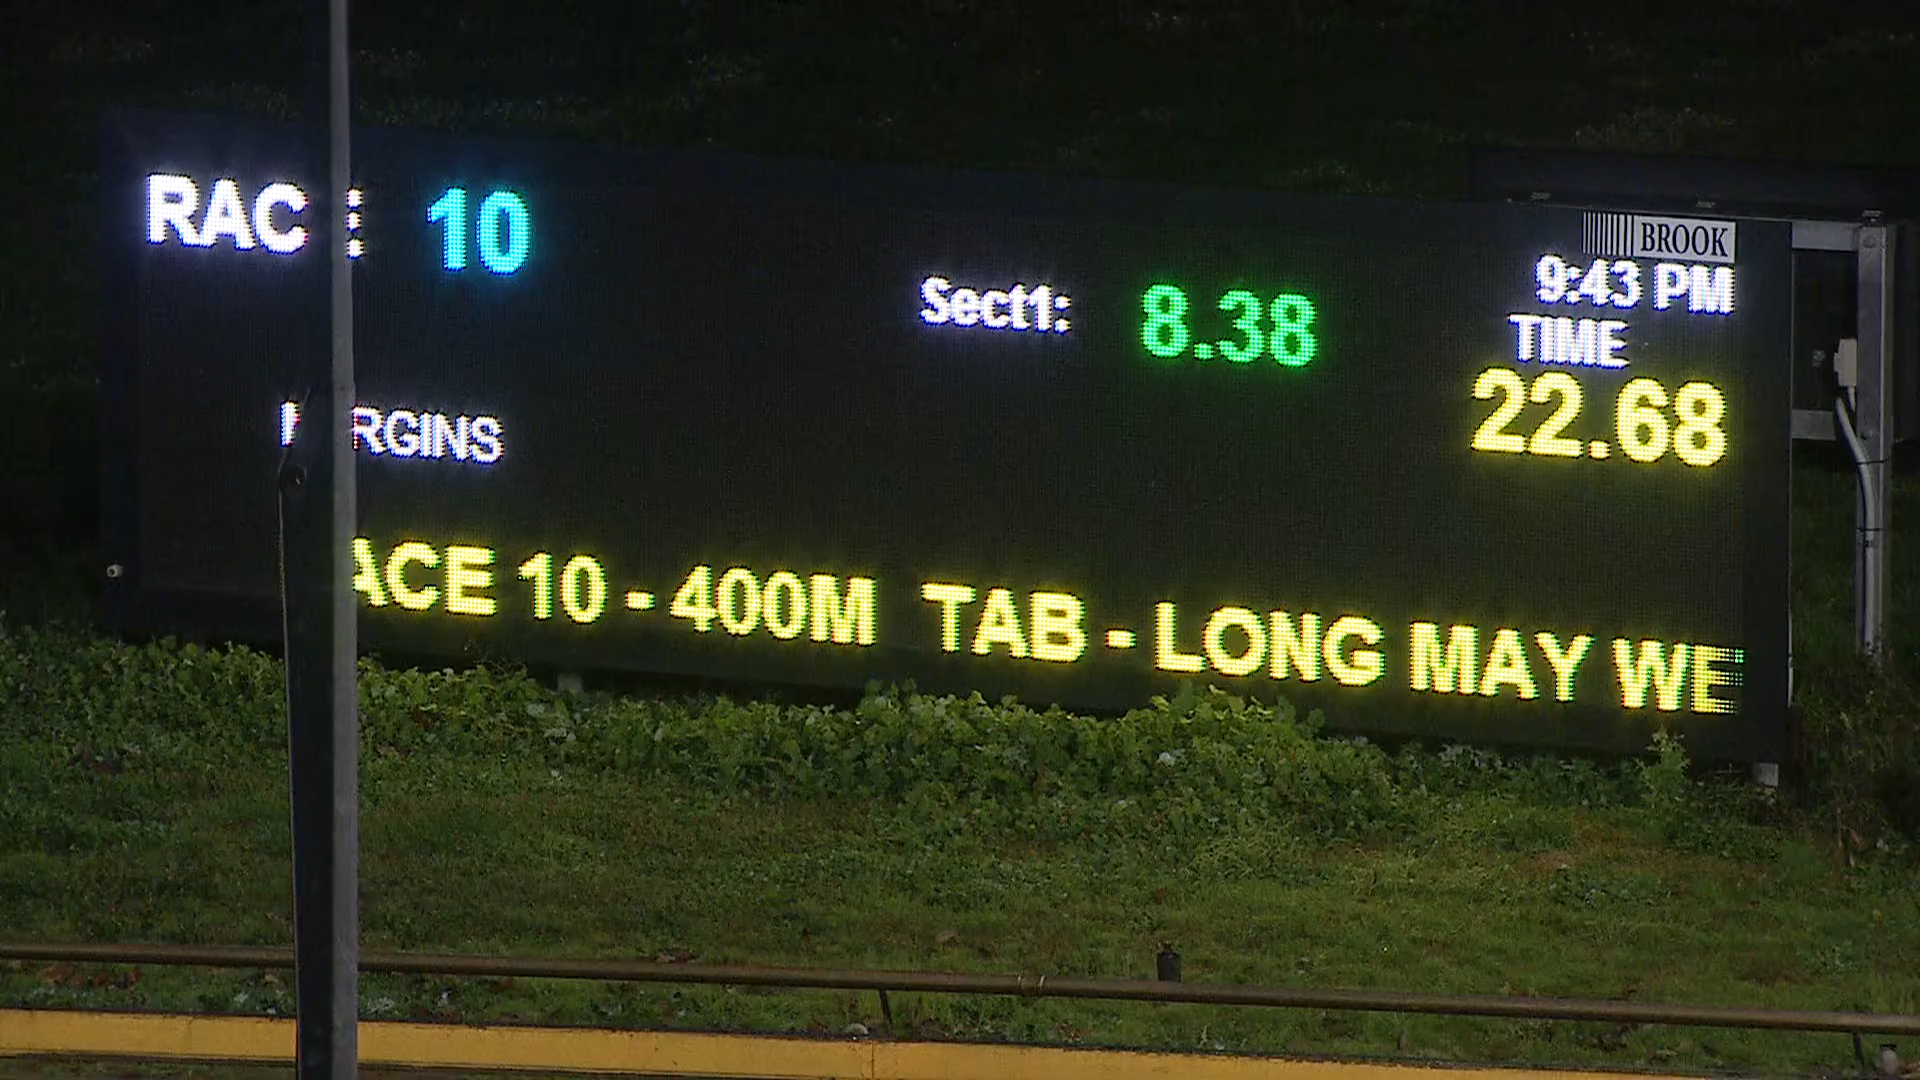 RAC : 10
BROOK
9:43 PM
Sect1: 8.38
TIME
22.68
RGINS
ACE 10 - 400M TAB - LONG MAY WE